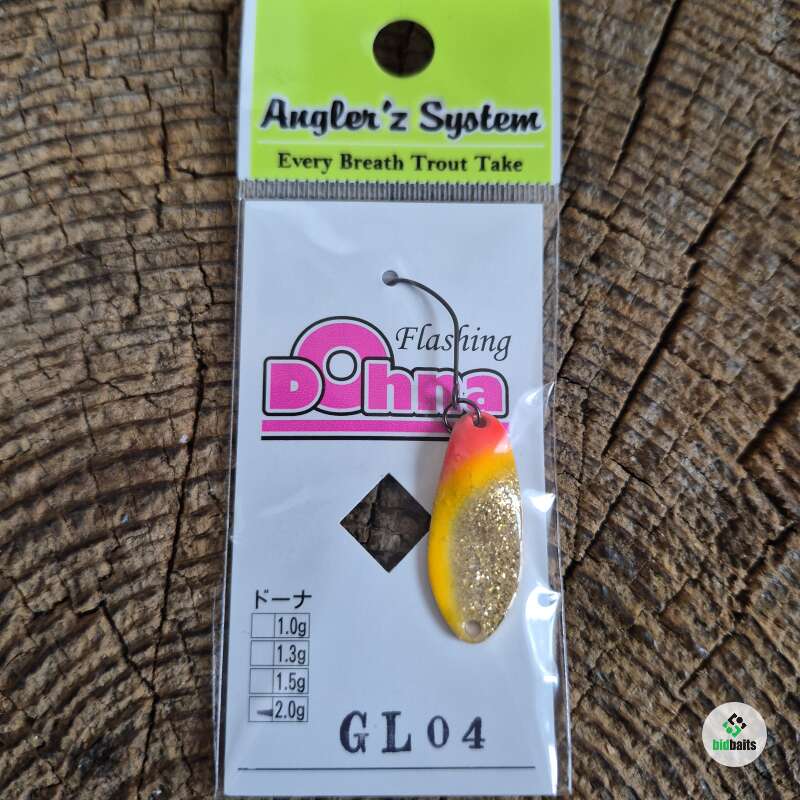 Angler'z System
Every Breath Trout Take
Flashing
Dohna
ドーナ
1.0g
1.3g
1.5g
2.0g
GL04
bidbaits